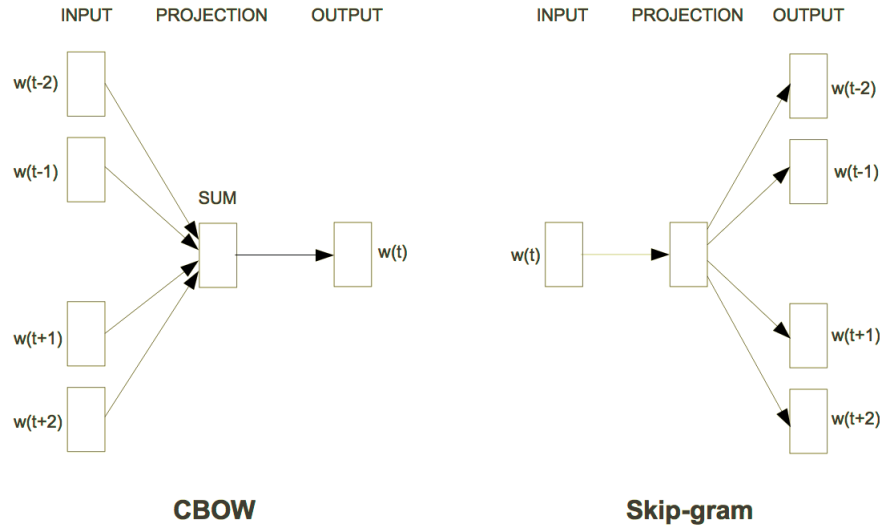 INPUT PROJECTION OUTPUT
w(t-2)
w(t-1)
SUM
w(t)
w(t+1)
w(t+2)
CBOW
INPUT PROJECTION OUTPUT
w(t-2)
w(t-1)
w(t)
w(t+1)
w(t+2)
Skip-gram